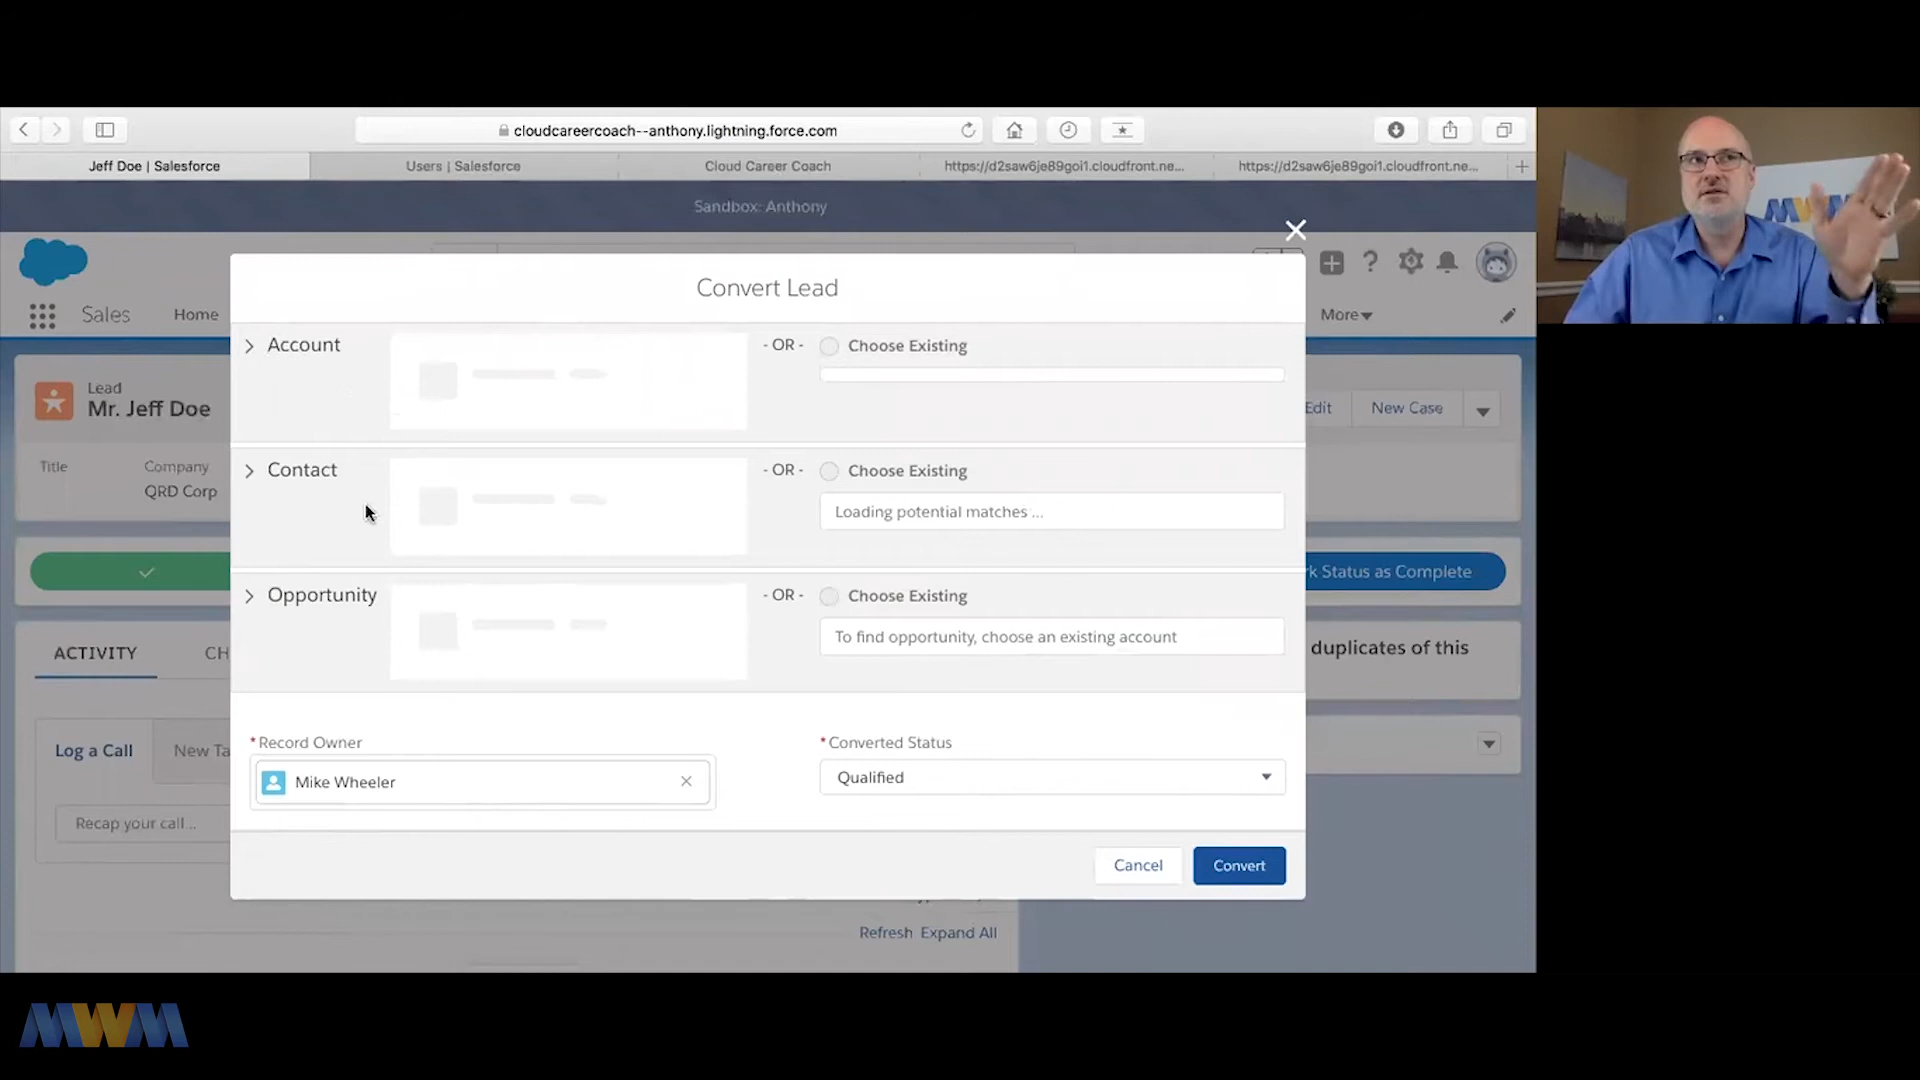 cloudcareercoach--anthony.lightning.force.com
Jeff Doe | Salesforce
Users | Salesforce
Cloud Career Coach
https://d2saw6je89goi1.cloudfront.ne...
https://d2saw6je89goi1.cloudfront.ne...
Sandbox: Anthony
Sales
Home
More
Convert Lead
Account
- OR -
Choose Existing
Lead
Mr. Jeff Doe
Edit
New Case
Title
Company
QRD Corp
Contact
- OR -
Choose Existing
Loading potential matches ...
Status as Complete
Opportunity
- OR -
Choose Existing
To find opportunity, choose an existing account
ACTIVITY
CH
duplicates of this
Log a Call
New Ta
Recap your call...
*Record Owner
Mike Wheeler
*Converted Status
Qualified
Cancel
Convert
Refresh
Expand All
MWM
MWM